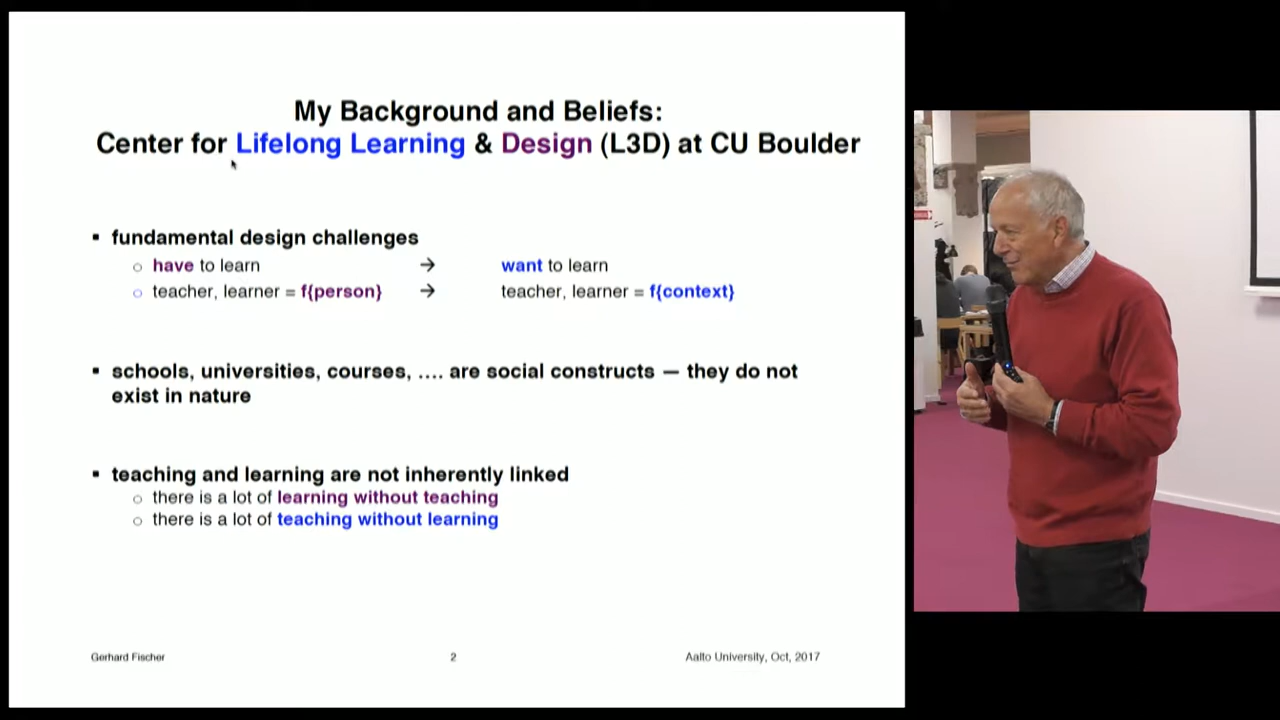 My Background and Beliefs:
Center for Lifelong Learning & Design (L3D) at CU Boulder
▪ fundamental design challenges
○ have to learn → want to learn
○ teacher, learner = f{person} → teacher, learner = f{context}
▪ schools, universities, courses, …. are social constructs — they do not
exist in nature
▪ teaching and learning are not inherently linked
○ there is a lot of learning without teaching
○ there is a lot of teaching without learning
Gerhard Fischer 2 Aalto University, Oct, 2017